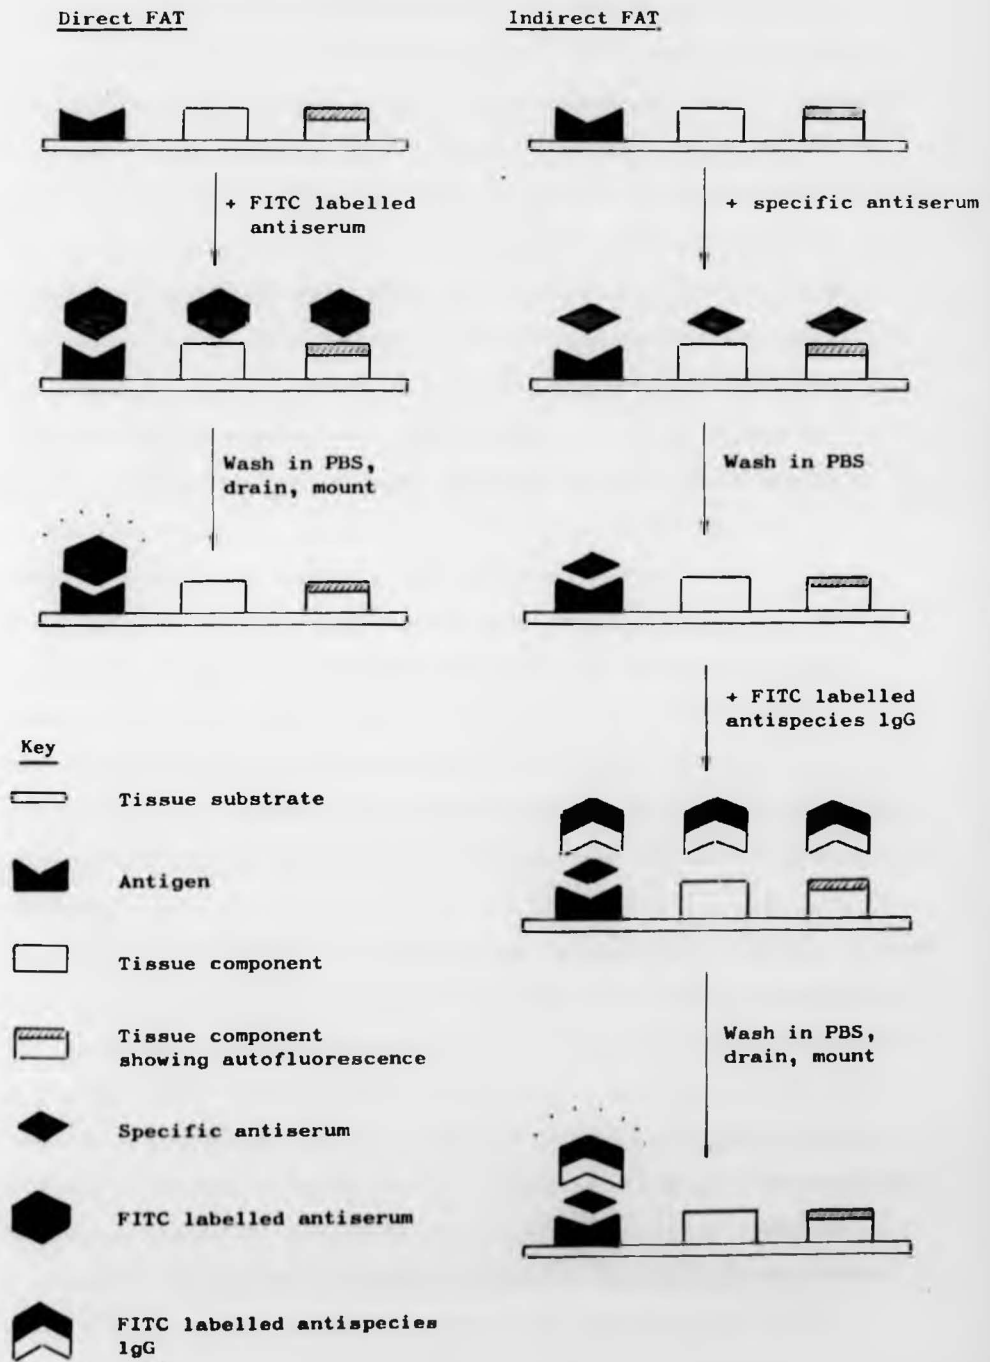 Direct FAT
+ FITC labelled
antiserum
Wash in PBS,
drain, mount
Indirect FAT
+ specific antiserum
Wash in PBS
+ FITC labelled
antispecies lgG
Wash in PBS,
drain, mount
Key
Tissue substrate
Antigen
Tissue component
Tissue component
showing autofluorescence
Specific antiserum
FITC labelled antiserum
FITC labelled antispecies
lgG